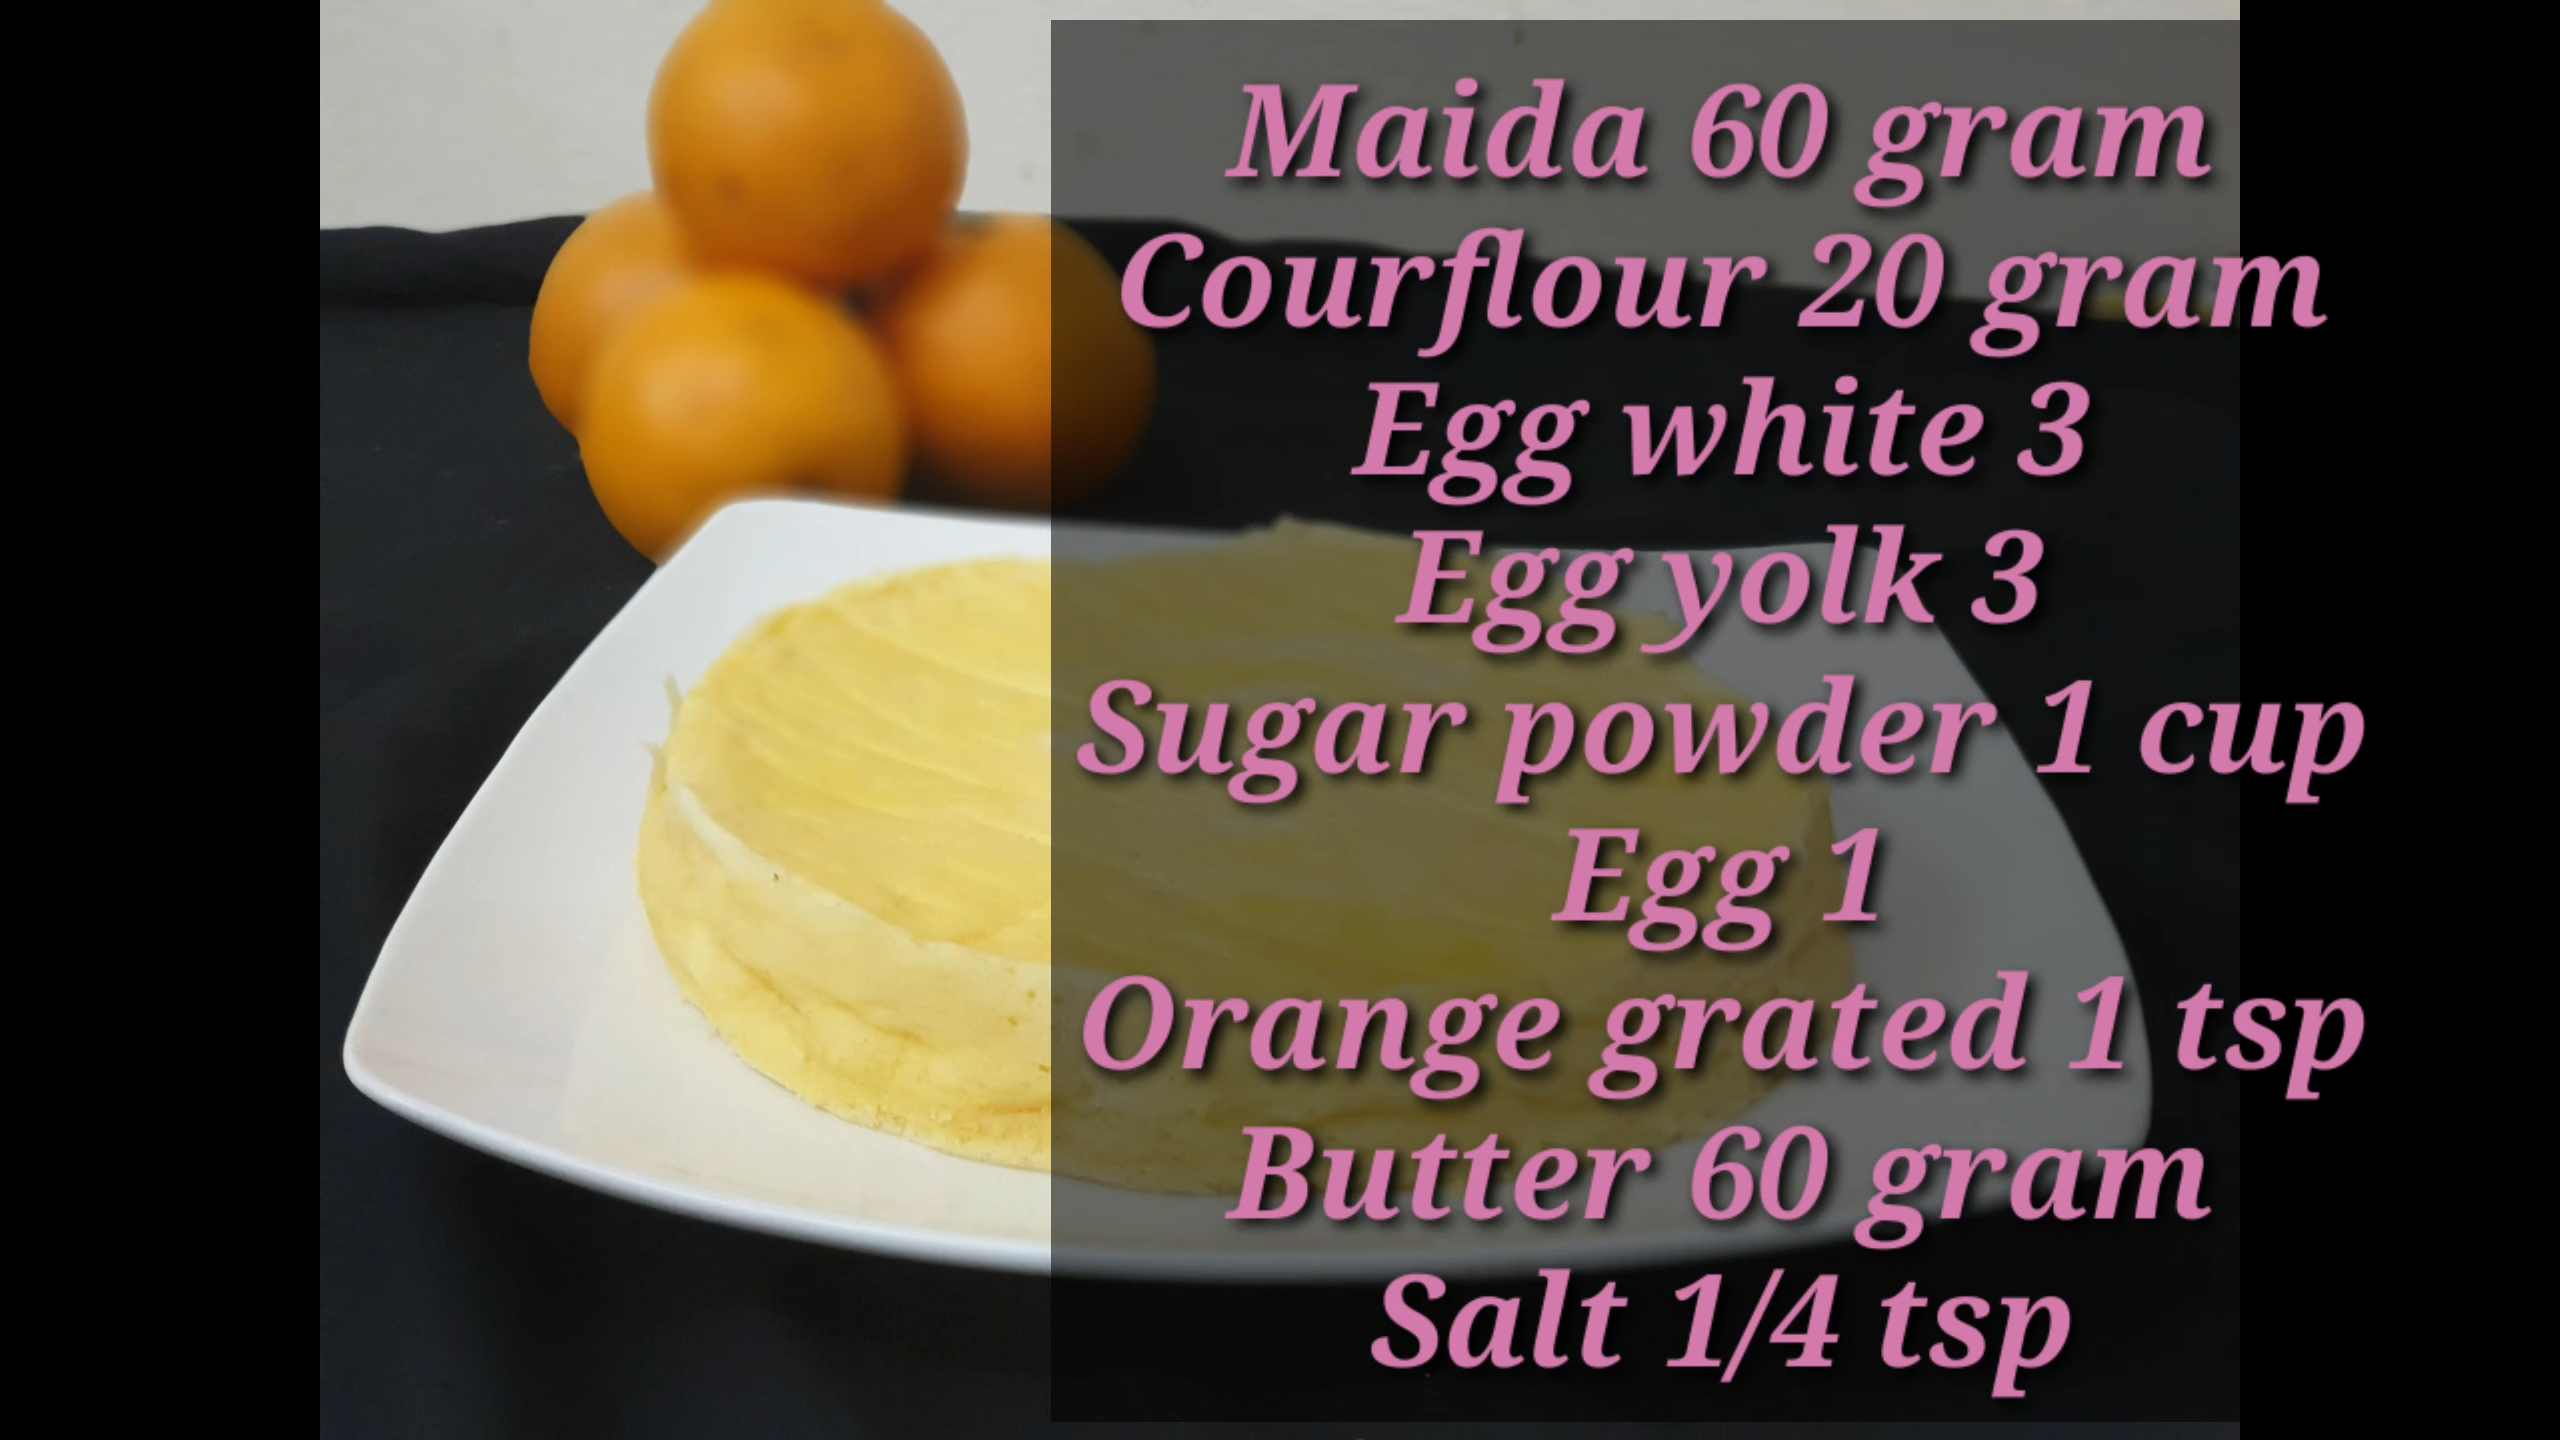 Maida 60 gram
Courflour 20 gram
Egg white 3
Egg yolk 3
Sugar powder 1 cup
Egg 1
Orange grated 1 tsp
Butter 60 gram
Salt 1/4 tsp